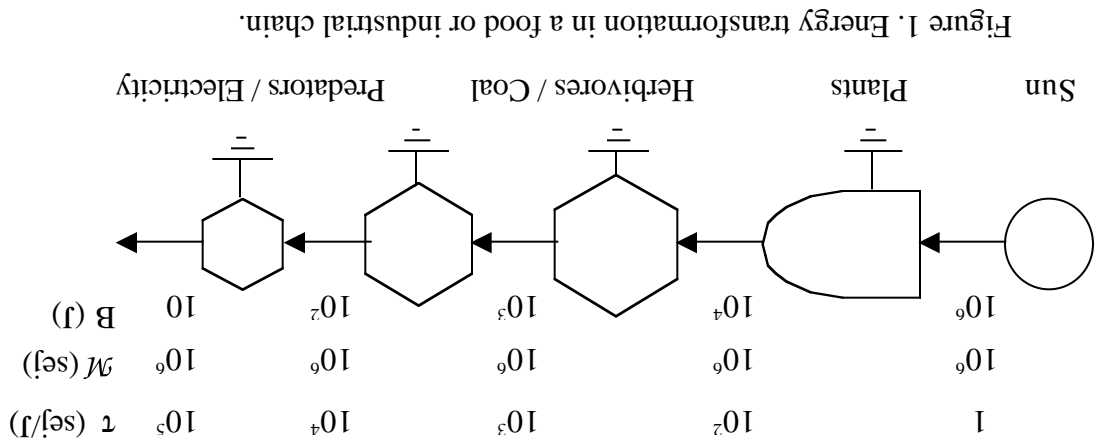 1 10² 10³ 10⁴ 10⁵ τ (sej/J)
10⁶ 10⁶ 10⁶ 10⁶ 10⁶ ℳ (sej)
10⁶ 10⁴ 10³ 10² 10 B (J)
Sun Plants Herbivores / Coal Predators / Electricity
Figure 1. Energy transformation in a food or industrial chain.